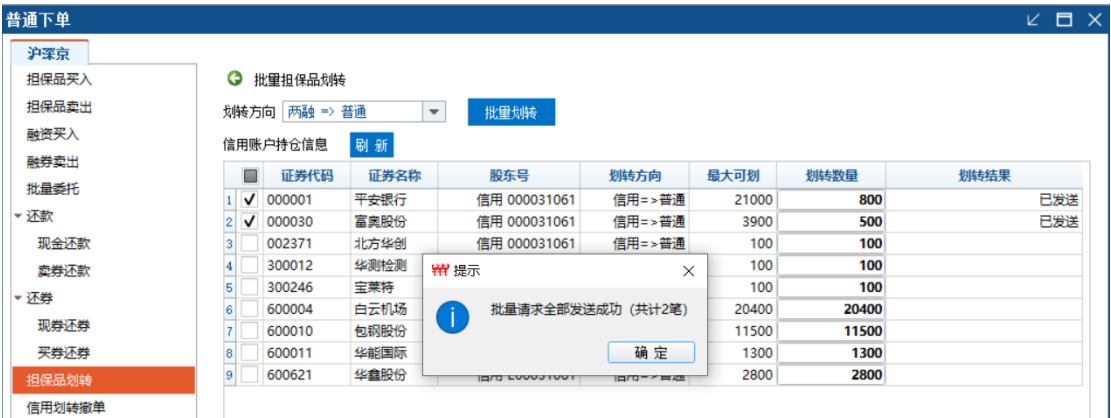 普通下单
沪深京
担保品买入
担保品卖出
融资买入
融券卖出
批量委托
还款
现金还款
卖券还款
还券
现券还券
买券还券
担保品划转
信用划转撤单
批量担保品划转
划转方向 两融 => 普通 批量划转
信用账户持仓信息 刷 新
证券代码 证券名称 股东号 划转方向 最大可划 划转数量 划转结果
1 000001 平安银行 信用 000031061 信用=>普通 21000 800 已发送
2 000030 富奥股份 信用 000031061 信用=>普通 3900 500 已发送
3 002371 北方华创 信用 000031061 信用=>普通 100 100
4 300012 华测检测 100 100
5 300246 宝莱特 100 100
6 600004 白云机场 20400 20400
7 600010 包钢股份 11500 11500
8 600011 华能国际 1300 1300
9 600621 华鑫股份 2800 2800
提示
批量请求全部发送成功（共计2笔）
确 定